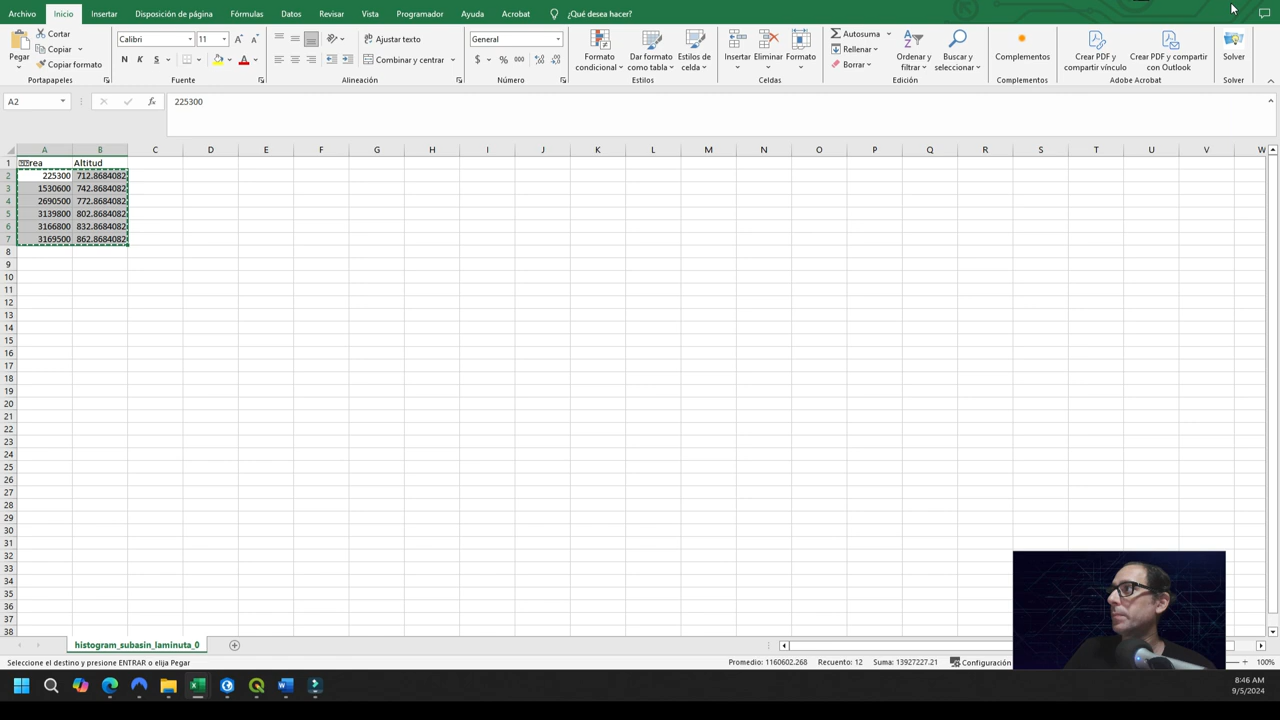 Archivo Inicio Insertar Disposición de página Fórmulas Datos Revisar Vista Programador Ayuda Acrobat ¿Qué desea hacer?
Pegar
Cortar
Copiar
Copiar formato
Portapapeles
Calibri 11
N K S
Fuente
Ajustar texto
Combinar y centrar
Alineación
General
$ % 000
Número
Formato condicional
Dar formato como tabla
Estilos de celda
Estilos
Insertar Eliminar Formato
Celdas
Autosuma
Rellenar
Borrar
Ordenar y filtrar
Buscar y seleccionar
Edición
Complementos
Complementos
Crear PDF y compartir vínculo
Crear PDF y compartir con Outlook
Adobe Acrobat
Solver
Solver
A2 fx 225300
A B C D E F G H I J K L M N O P Q R S T U V W
1 rea Altitud
2 225300 712.8684082
3 1530600 742.8684082
4 2690500 772.8684082
5 3139800 802.8684082
6 3166800 832.8684082
7 3169500 862.8684082
8
9
10
11
12
13
14
15
16
17
18
19
20
21
22
23
24
25
26
27
28
29
30
31
32
33
34
35
36
37
38
histogram_subasin_laminuta_0
Seleccione el destino y presione ENTRAR o elija Pegar Promedio: 1160602.268 Recuento: 12 Suma: 13927227.21 Configuración 100%
8:46 AM
9/5/2024